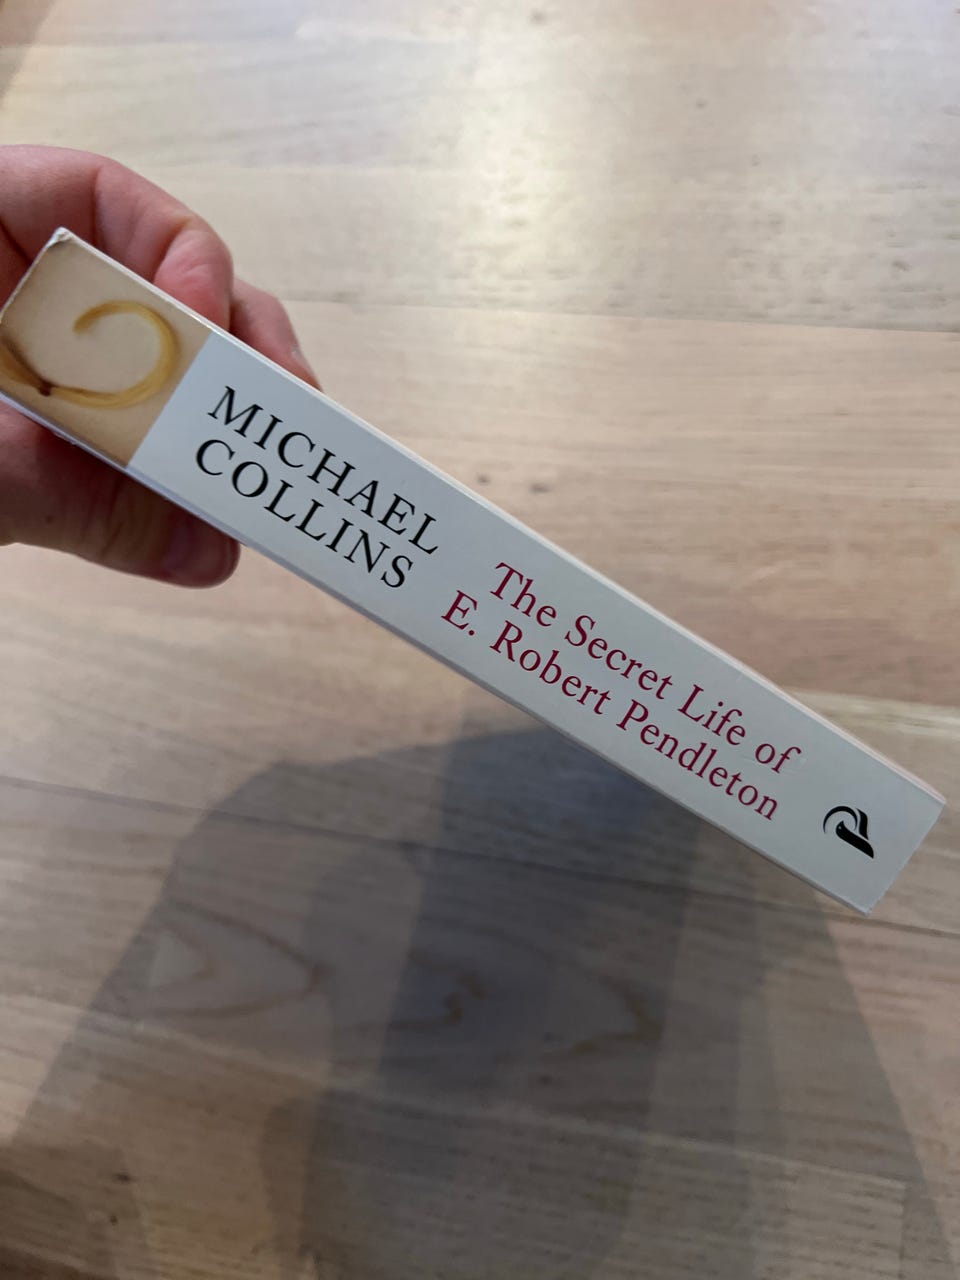 MICHAEL
COLLINS
The Secret Life of
E. Robert Pendleton